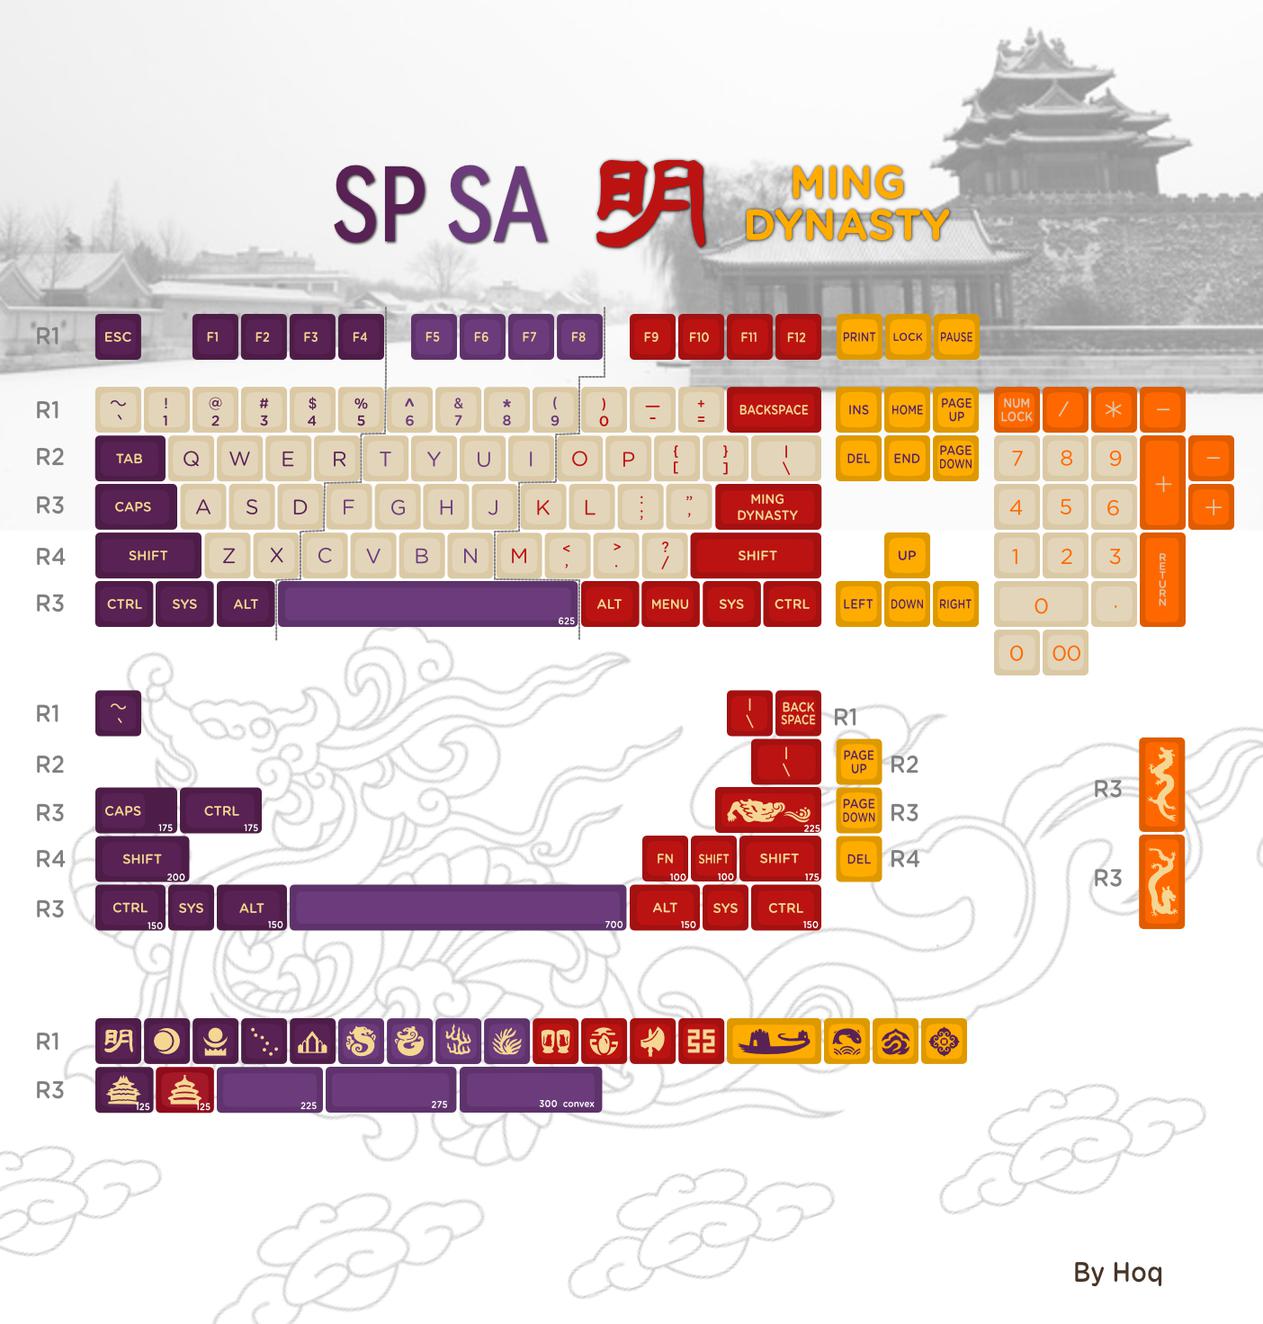 SP SA 明 MING
DYNASTY
R1 ESC F1 F2 F3 F4 F5 F6 F7 F8 F9 F10 F11 F12 PRINT LOCK PAUSE
R1 ~ ` ! 1 @ 2 # 3 $ 4 % 5 ^ 6 & 7 * 8 ( 9 ) 0 — - + = BACKSPACE INS HOME PAGE UP NUM LOCK / * −
R2 TAB Q W E R T Y U I O P { [ } ] | \ DEL END PAGE DOWN 7 8 9 + −
R3 CAPS A S D F G H J K L : ; " , MING DYNASTY 4 5 6 +
R4 SHIFT Z X C V B N M < , > . ? / SHIFT UP 1 2 3 RETURN
R3 CTRL SYS ALT 625 ALT MENU SYS CTRL LEFT DOWN RIGHT 0 .
0 00
R1 ~ ` | \ BACK SPACE R1
R2 | \ PAGE UP R2
R3 CAPS 175 CTRL 175 225 PAGE DOWN R3 R3
R4 SHIFT 200 FN 100 SHIFT 100 SHIFT 175 DEL R4 R3
R3 CTRL 150 SYS ALT 150 700 ALT 150 SYS CTRL 150
R1 明
R3 125 125 225 275 300 convex
By Hoq